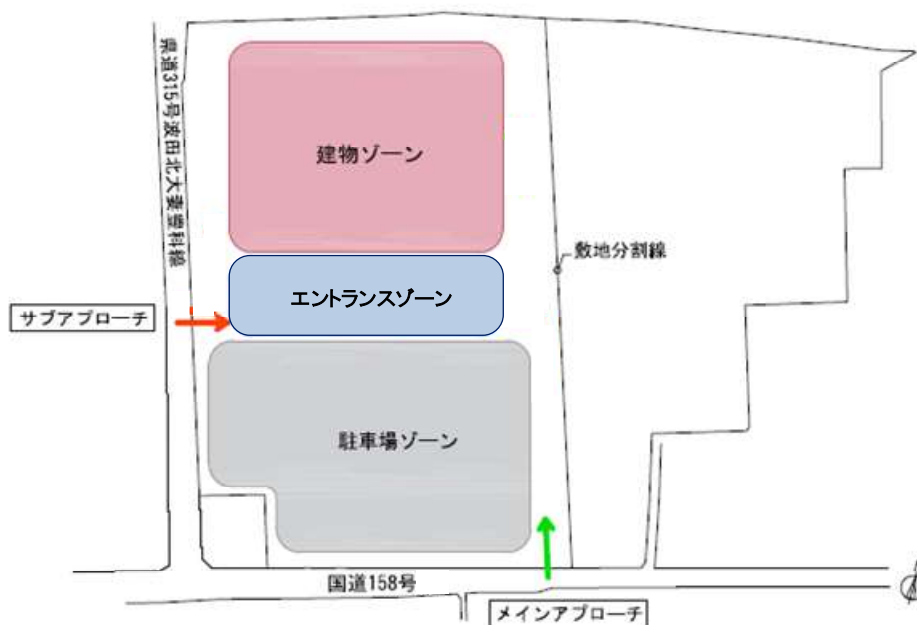 県道315号波田北大妻豊科線
建物ゾーン
敷地分割線
エントランスゾーン
サブアプローチ
駐車場ゾーン
国道158号
メインアプローチ